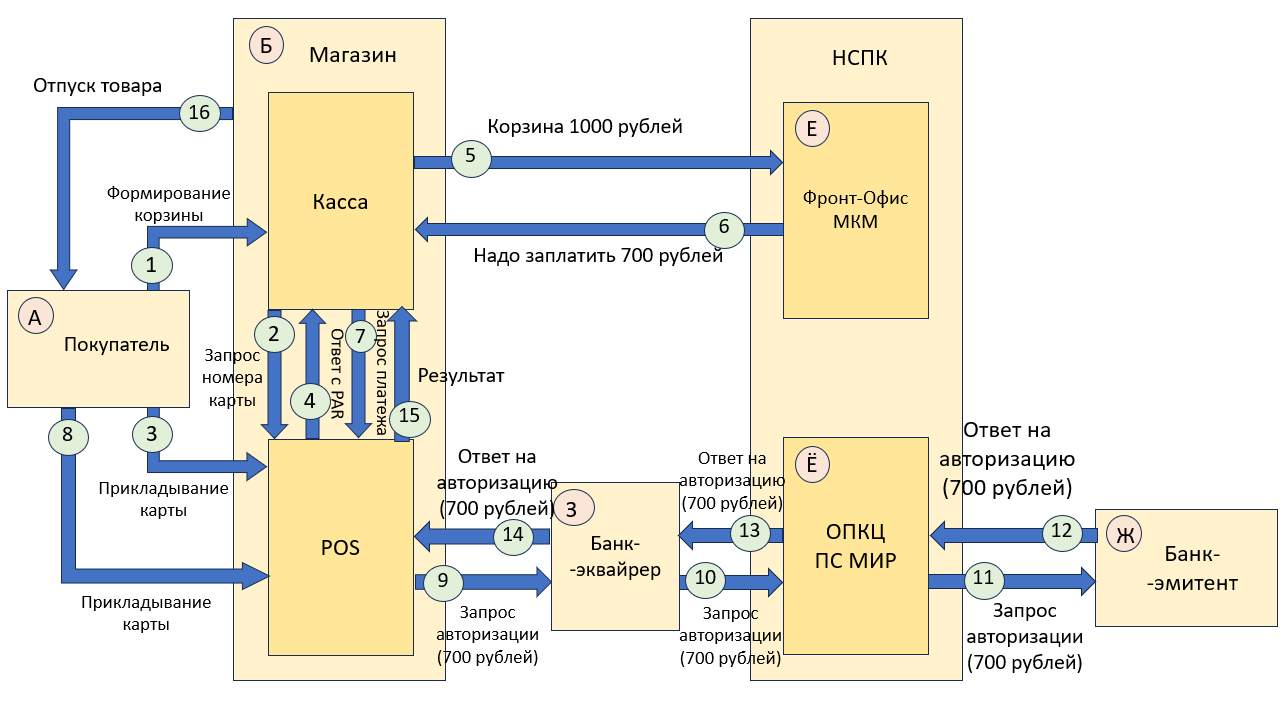 Б
Магазин
НСПК
Отпуск товара
16
Корзина 1000 рублей
5
Е
Формирование
корзины
Касса
Фронт-Офис
МКМ
6
Надо заплатить 700 рублей
1
А
Покупатель
2
Запрос
номера
карты
4
Ответ с PAR
7
Запрос платежа
15
Результат
8
3
Прикладывание
карты
POS
Прикладывание
карты
Ответ на
авторизацию
(700 рублей)
14
9
Запрос
авторизации
(700 рублей)
З
Банк-
-эквайрер
Ответ на
авторизацию
(700 рублей)
13
10
Запрос
авторизации
(700 рублей)
Ё
ОПКЦ
ПС МИР
Ответ на
авторизацию
(700 рублей)
12
11
Запрос
авторизации
(700 рублей)
Ж
Банк-
-эмитент